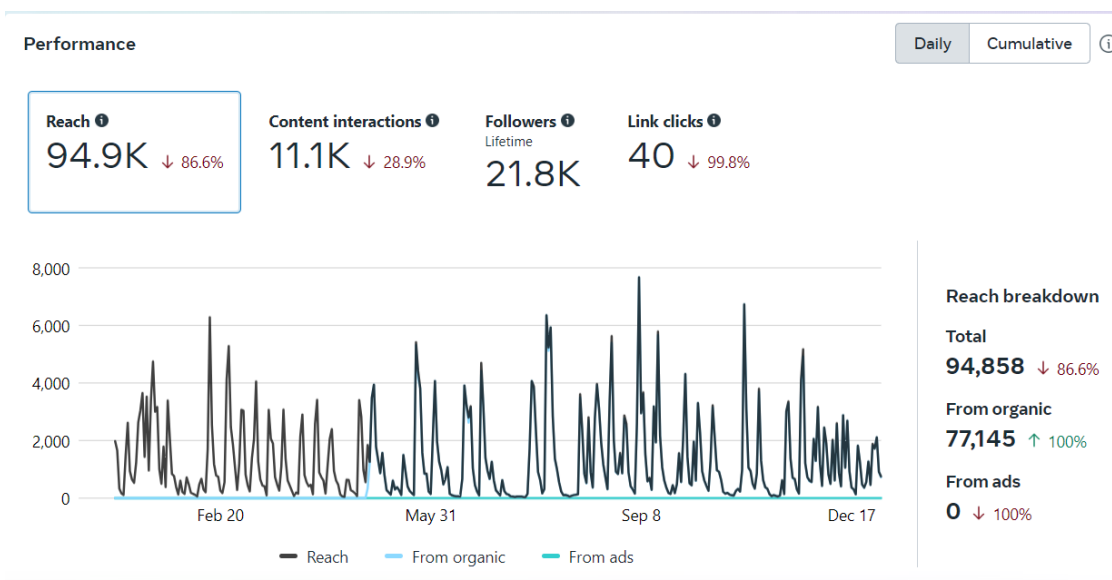 Performance
Daily
Cumulative
Reach
94.9K ↓ 86.6%
Content interactions
11.1K ↓ 28.9%
Followers
Lifetime
21.8K
Link clicks
40 ↓ 99.8%
8,000
6,000
4,000
2,000
0
Feb 20
May 31
Sep 8
Dec 17
Reach
From organic
From ads
Reach breakdown
Total
94,858 ↓ 86.6%
From organic
77,145 ↑ 100%
From ads
0 ↓ 100%